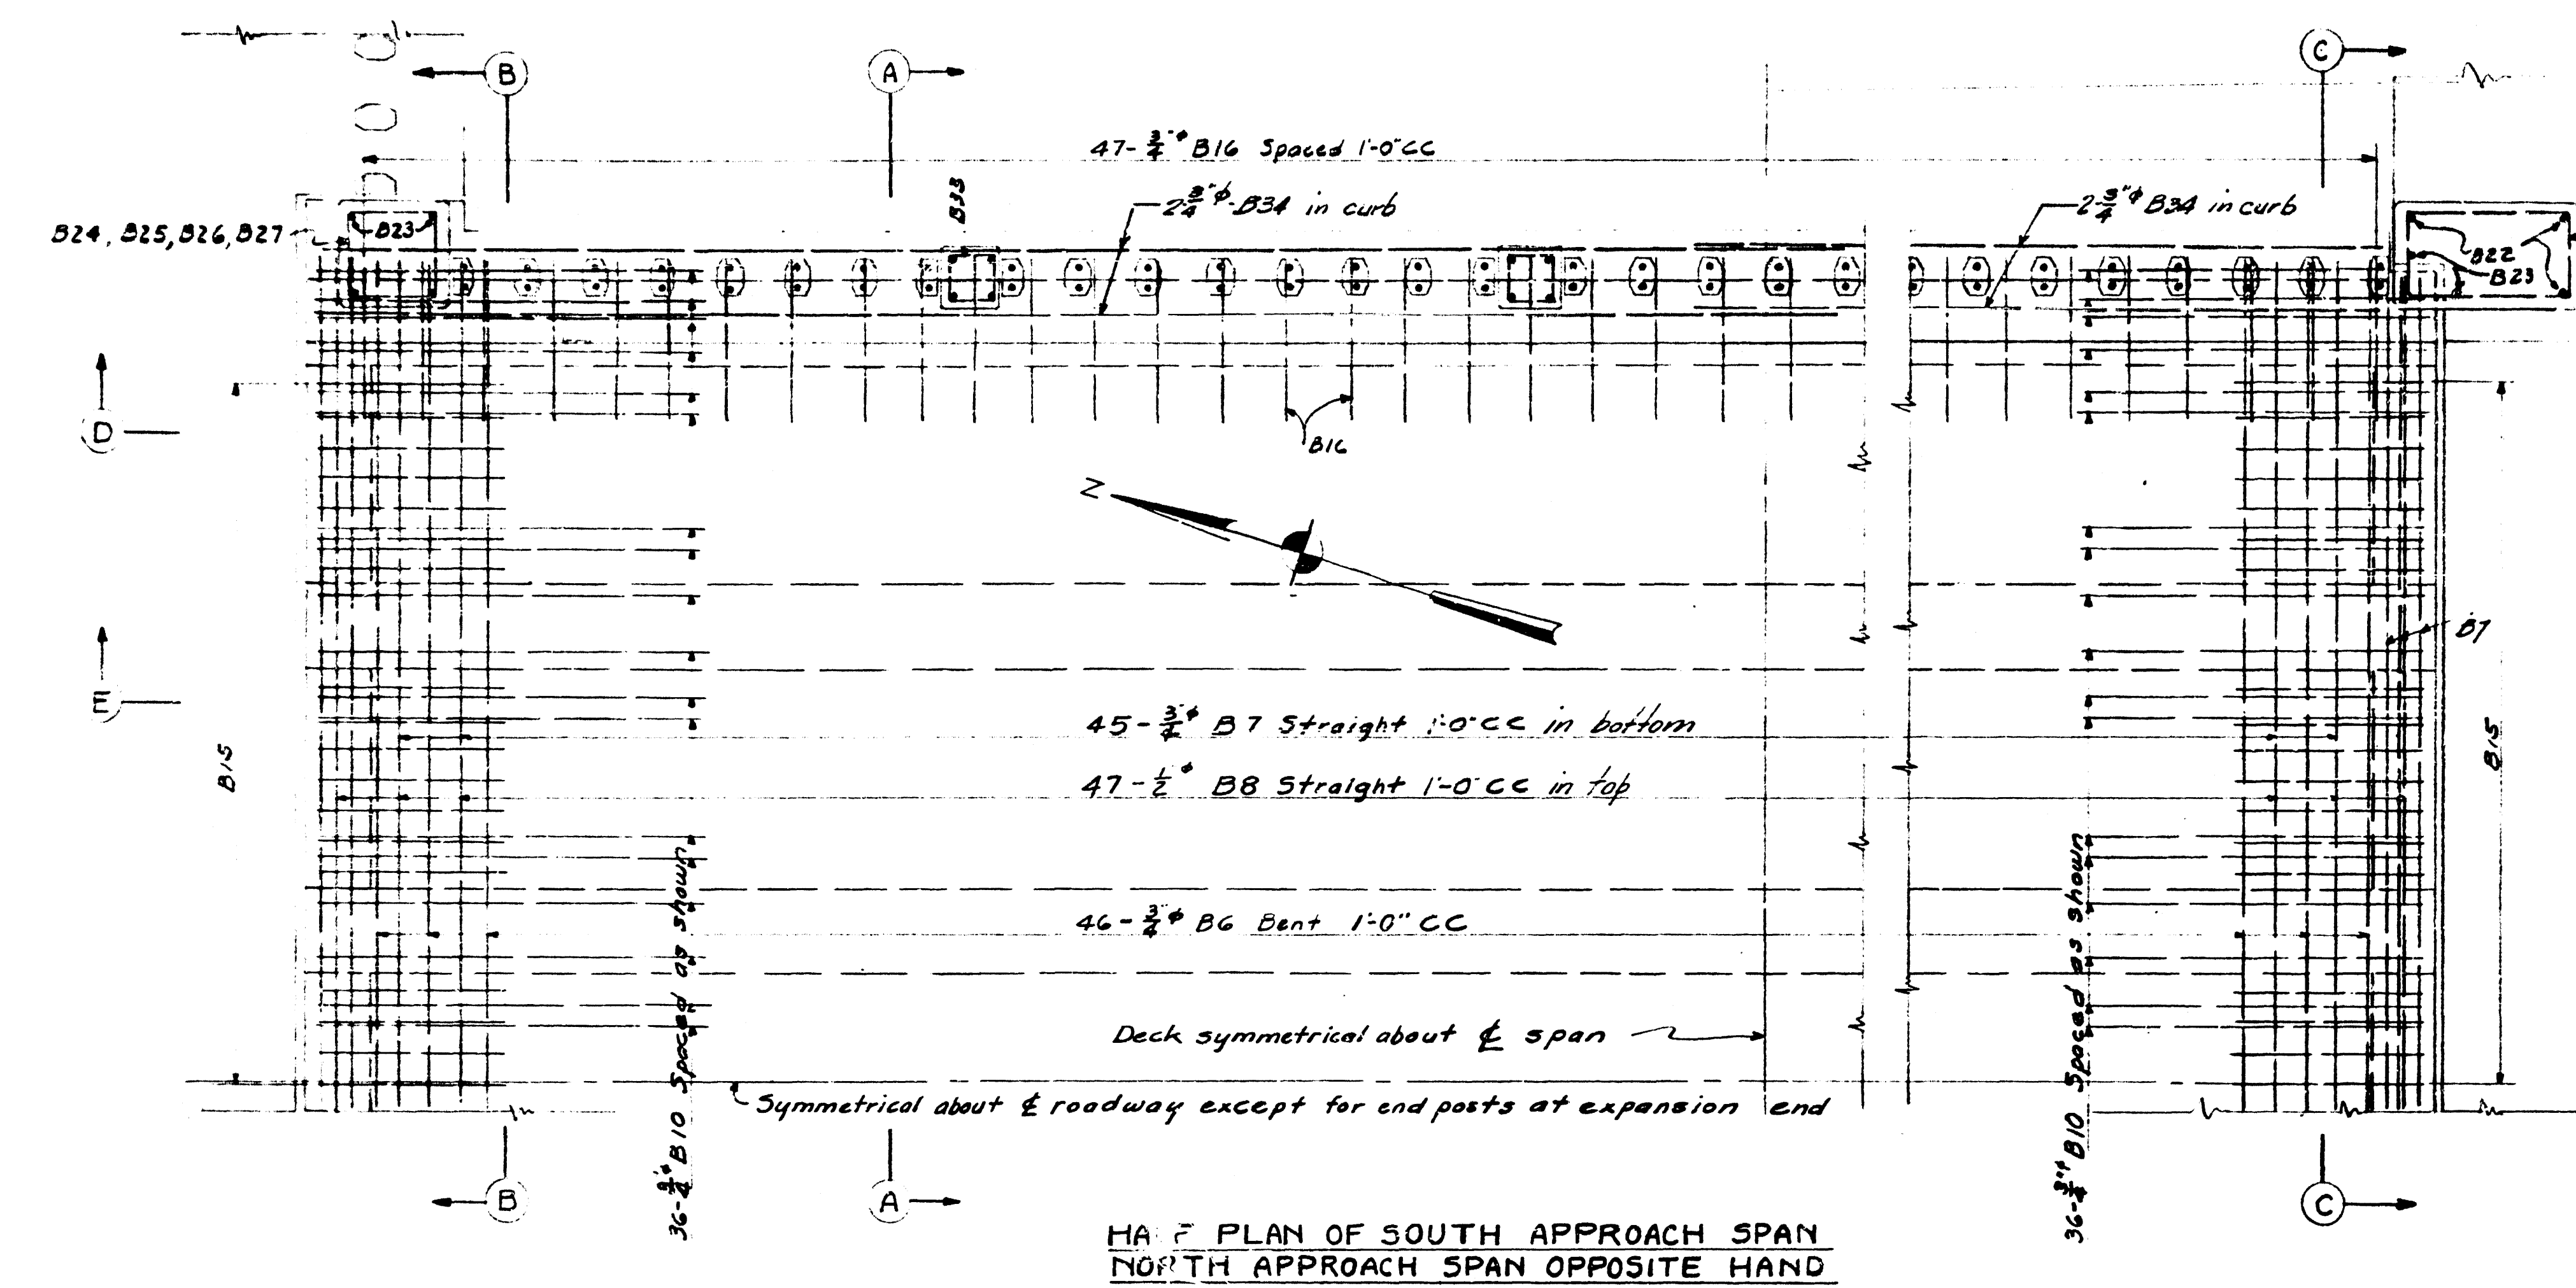 B
A
C
47-3/4"ϕ B16 Spaced 1'-0"CC
B33
2-3/4"ϕ-B34 in curb
2-3/4"ϕ B34 in curb
B24, B25, B26, B27
B23
B22
B23
D
B16
N
E
B7
45-3/4"ϕ B7 Straight 1'-0"CC in bottom
B15
B15
47-1/2"ϕ B8 Straight 1'-0"CC in top
36-3/4"ϕ B10 Spaced as shown
36-3/4"ϕ B10 Spaced as shown
46-3/4"ϕ B6 Bent 1'-0"CC
Deck symmetrical about ℄ span
Symmetrical about ℄ roadway except for end posts at expansion end
B
A
C
HALF PLAN OF SOUTH APPROACH SPAN
NORTH APPROACH SPAN OPPOSITE HAND